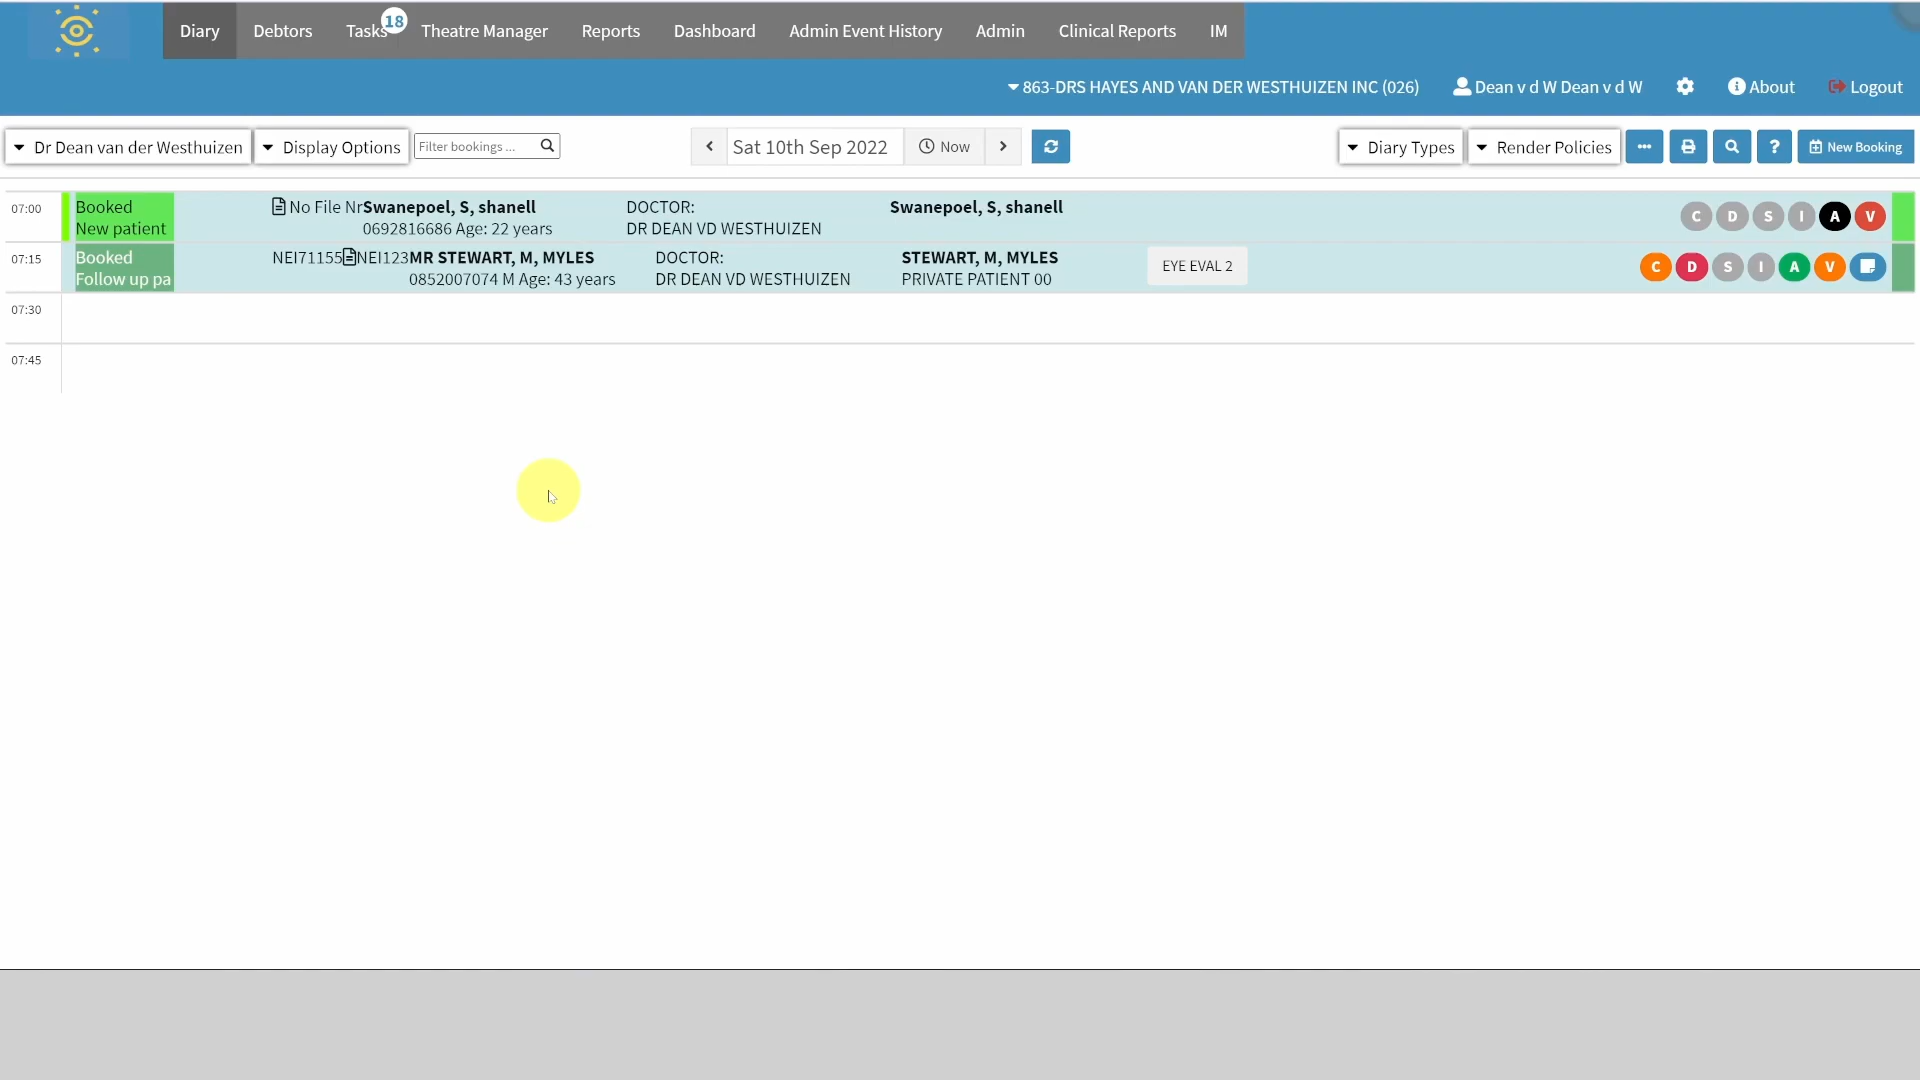 Diary Debtors Tasks 18 Theatre Manager Reports Dashboard Admin Event History Admin Clinical Reports IM
863-DRS HAYES AND VAN DER WESTHUIZEN INC (026) Dean v d W Dean v d W About Logout
Dr Dean van der Westhuizen Display Options Filter bookings ... Sat 10th Sep 2022 Now Diary Types Render Policies ? New Booking
07:00 Booked No File Nr Swanepoel, S, shanell DOCTOR: Swanepoel, S, shanell C D S I A V
New patient 0692816686 Age: 22 years DR DEAN VD WESTHUIZEN
07:15 Booked NEI71155 NEI123 MR STEWART, M, MYLES DOCTOR: STEWART, M, MYLES EYE EVAL 2 C D S I A V
Follow up pa 0852007074 M Age: 43 years DR DEAN VD WESTHUIZEN PRIVATE PATIENT 00
07:30
07:45